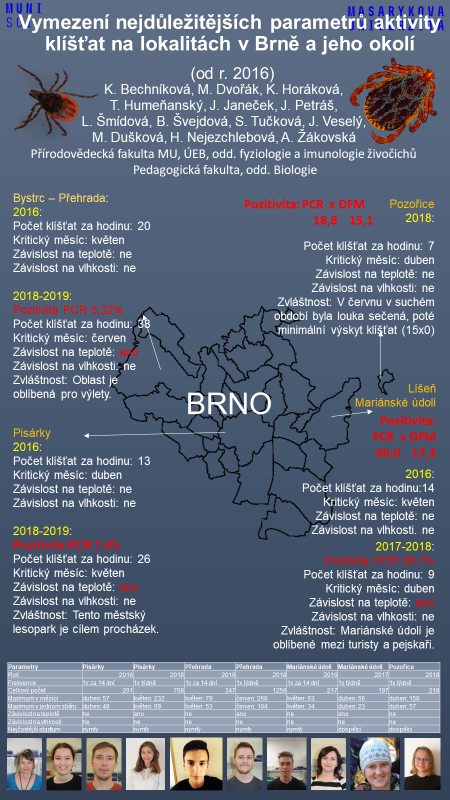 MUNI
MASARYKOVA
Vymezení nejdůležitějších parametrů aktivity
klíšťat na lokalitách v Brně a jeho okolí
(od r. 2016)
K. Bechníková, M. Dvořák, K. Horáková,
T. Humeňanský, J. Janeček, J. Petráš,
L. Šmídová, B. Švejdová, S. Tučková, J. Veselý,
M. Dušková, H. Nejezchlebová, A. Žákovská
Přírodovědecká fakulta MU, ÚEB, odd. fyziologie a imunologie živočichů
Pedagogická fakulta, odd. Biologie
Bystrc – Přehrada:
2016:
Počet klíšťat za hodinu: 20
Kritický měsíc: květen
Závislost na teplotě: ne
Závislost na vlhkosti: ne
2018-2019:
Pozitivita PCR 5,32%
Počet klíšťat za hodinu: 38
Kritický měsíc: červen
Závislost na teplotě: ano
Závislost na vlhkosti: ne
Zvláštnost: Oblast je
oblíbená pro výlety.
Pisárky
2016:
Počet klíšťat za hodinu: 13
Kritický měsíc: duben
Závislost na teplotě: ne
Závislost na vlhkosti: ne
2018-2019:
Pozitivita PCR 7,4%
Počet klíšťat za hodinu: 26
Kritický měsíc: květen
Závislost na teplotě: ano
Závislost na vlhkosti: ne
Zvláštnost: Tento městský
lesopark je cílem procházek.
BRNO
Pozitivita: PCR x DFM
18,8 15,1
Pozořice
2018:
Počet klíšťat za hodinu: 7
Kritický měsíc: duben
Závislost na teplotě: ne
Závislost na vlhkosti: ne
Zvláštnost: V červnu v suchém
období byla louka sečená, poté
minimální výskyt klíšťat (15x0)
Líšeň
Mariánské údolí
Pozitivita:
PCR x DFM
30,0 17,3
2016:
Počet klíšťat za hodinu:14
Kritický měsíc: květen
Závislost na teplotě: ne
Závislost na vlhkosti. ne
2017-2018:
Pozitivita PCR
Počet klíšťat za hodinu: 9
Kritický měsíc: duben
Závislost na teplotě: ano
Závislost na vlhkosti: ne
Zvláštnost: Mariánské údolí je
oblíbené mezi turisty a pejskaři.
Parametry Pisárky Pisárky Přehrada Přehrada Mariánské údolí Mariánské údolí Pozořice
Rok 2016 2018 2016 2018 2016 2017 2018
Frekvence 1x za 14 dní 1x týdně 1x za 14 dní 1x týdně 1x za 14 dní 1x týdně 1x týdně
Celkový počet 201 768 347 1256 217 197 218
Maximum v měsíci duben: 57 květen: 232 květen: 79 červen: 250 květen: 63 duben: 66 duben: 150
Maximum v jednom sběru duben: 48 květen: 69 květen: 53 červen: 104 květen: 34 duben: 23 duben: 57
Závislost na teplotě ne ano ne ano ne ano ne
Závislost na vlhkosti ne ne ne ne ne ne ne
Nejčastější stadium nymfy nymfy nymfy nymfy nymfy dospělci dospělci